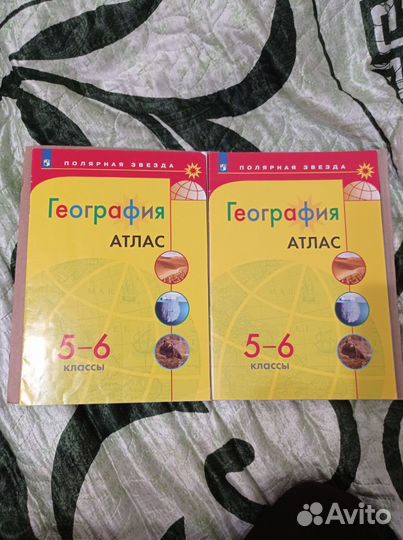 ПОЛЯРНАЯ ЗВЕЗДА
География
АТЛАС
5–6
классы
ПОЛЯРНАЯ ЗВЕЗДА
География
АТЛАС
5–6
классы
Avito